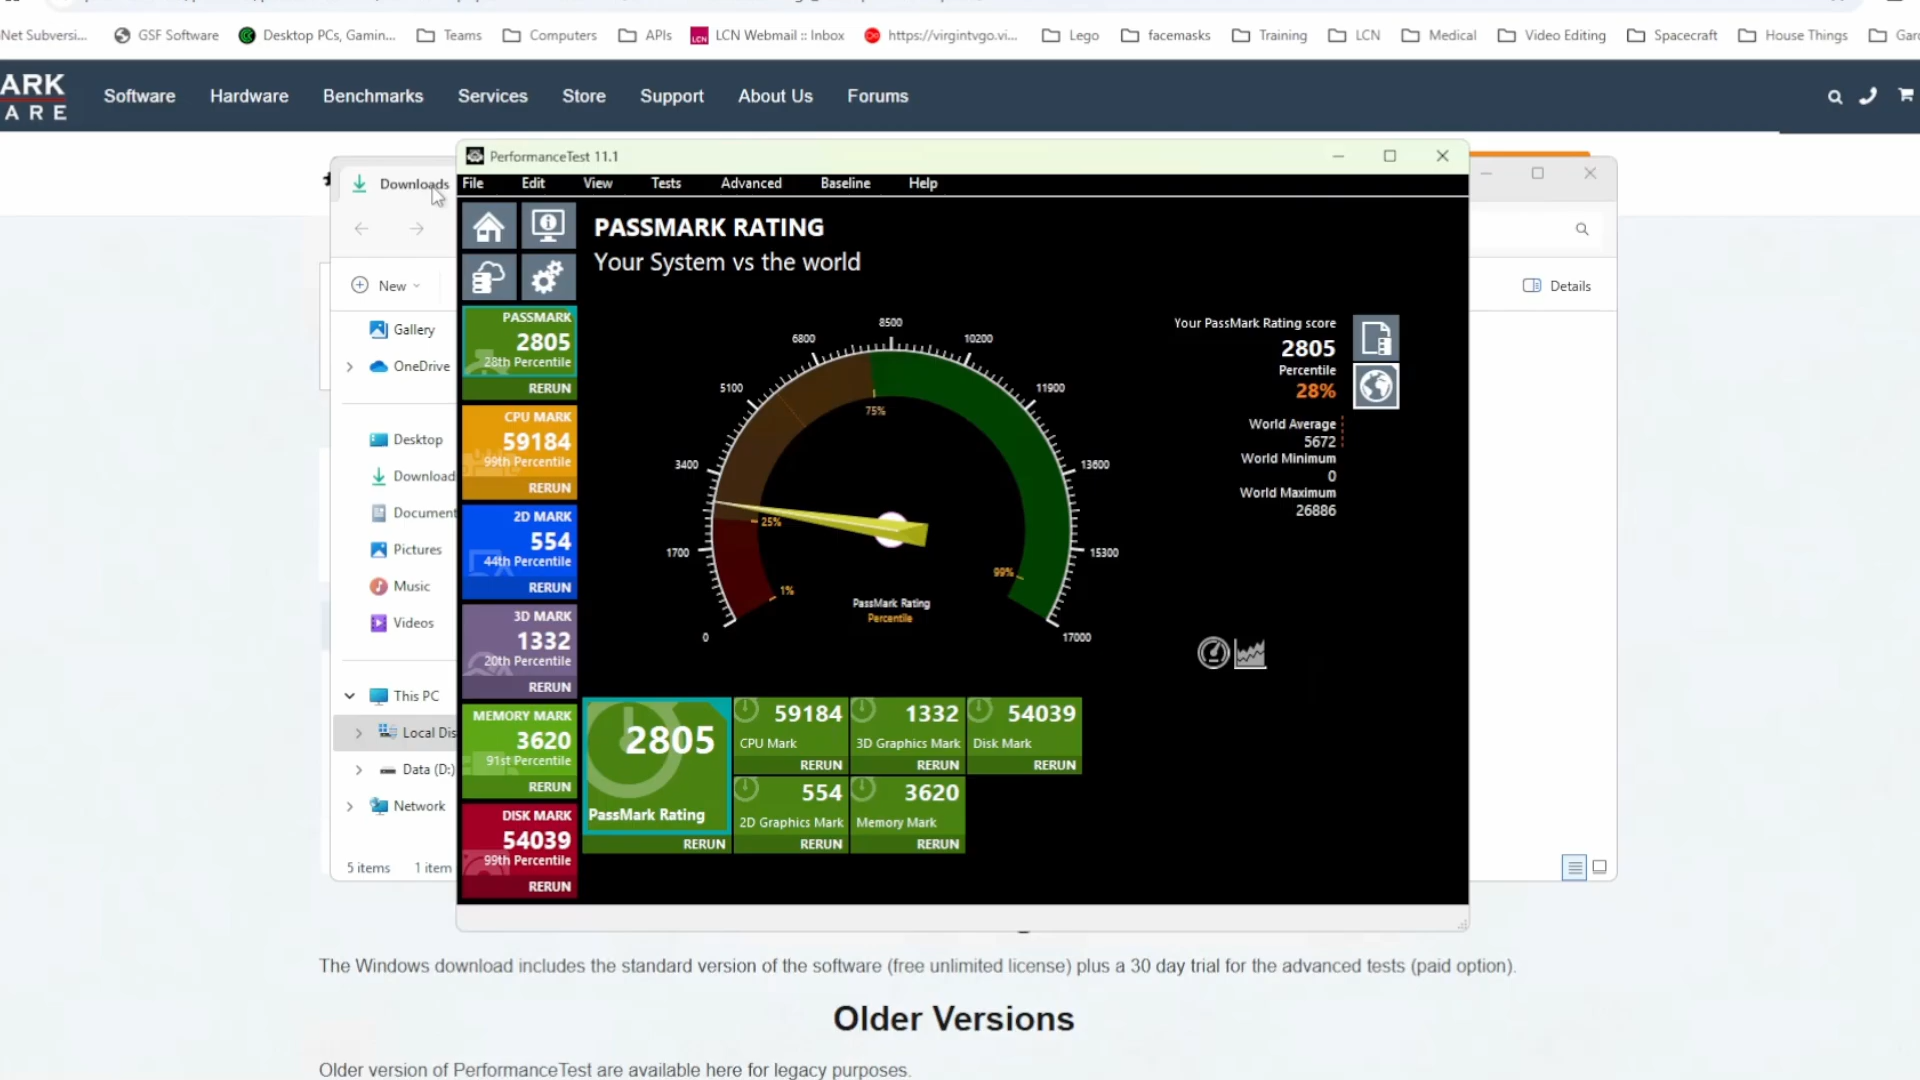 Net Subversi...
GSF Software
Desktop PCs, Gamin...
Teams
Computers
APIs
LCN Webmail :: Inbox
https://virgintvgo.vi...
Lego
facemasks
Training
LCN
Medical
Video Editing
Spacecraft
House Things
Gar
ARK
ARE
Software
Hardware
Benchmarks
Services
Store
Support
About Us
Forums
Downloads
PerformanceTest 11.1
File
Edit
View
Tests
Advanced
Baseline
Help
New
Details
Gallery
OneDrive
Desktop
Download
Document
Pictures
Music
Videos
This PC
Local Dis
Data (D:)
Network
5 items
1 item
PASSMARK
2805
28th Percentile
RERUN
CPU MARK
59184
99th Percentile
RERUN
2D MARK
554
44th Percentile
RERUN
3D MARK
1332
20th Percentile
RERUN
MEMORY MARK
3620
91st Percentile
RERUN
DISK MARK
54039
99th Percentile
RERUN
PASSMARK RATING
Your System vs the world
0
1700
3400
5100
6800
8500
10200
11900
13600
15300
17000
1%
25%
75%
99%
PassMark Rating
Percentile
Your PassMark Rating score
2805
Percentile
28%
World Average
5672
World Minimum
0
World Maximum
26886
2805
PassMark Rating
RERUN
59184
CPU Mark
RERUN
1332
3D Graphics Mark
RERUN
54039
Disk Mark
RERUN
554
2D Graphics Mark
RERUN
3620
Memory Mark
RERUN
The Windows download includes the standard version of the software (free unlimited license) plus a 30 day trial for the advanced tests (paid option).
Older Versions
Older version of PerformanceTest are available here for legacy purposes.